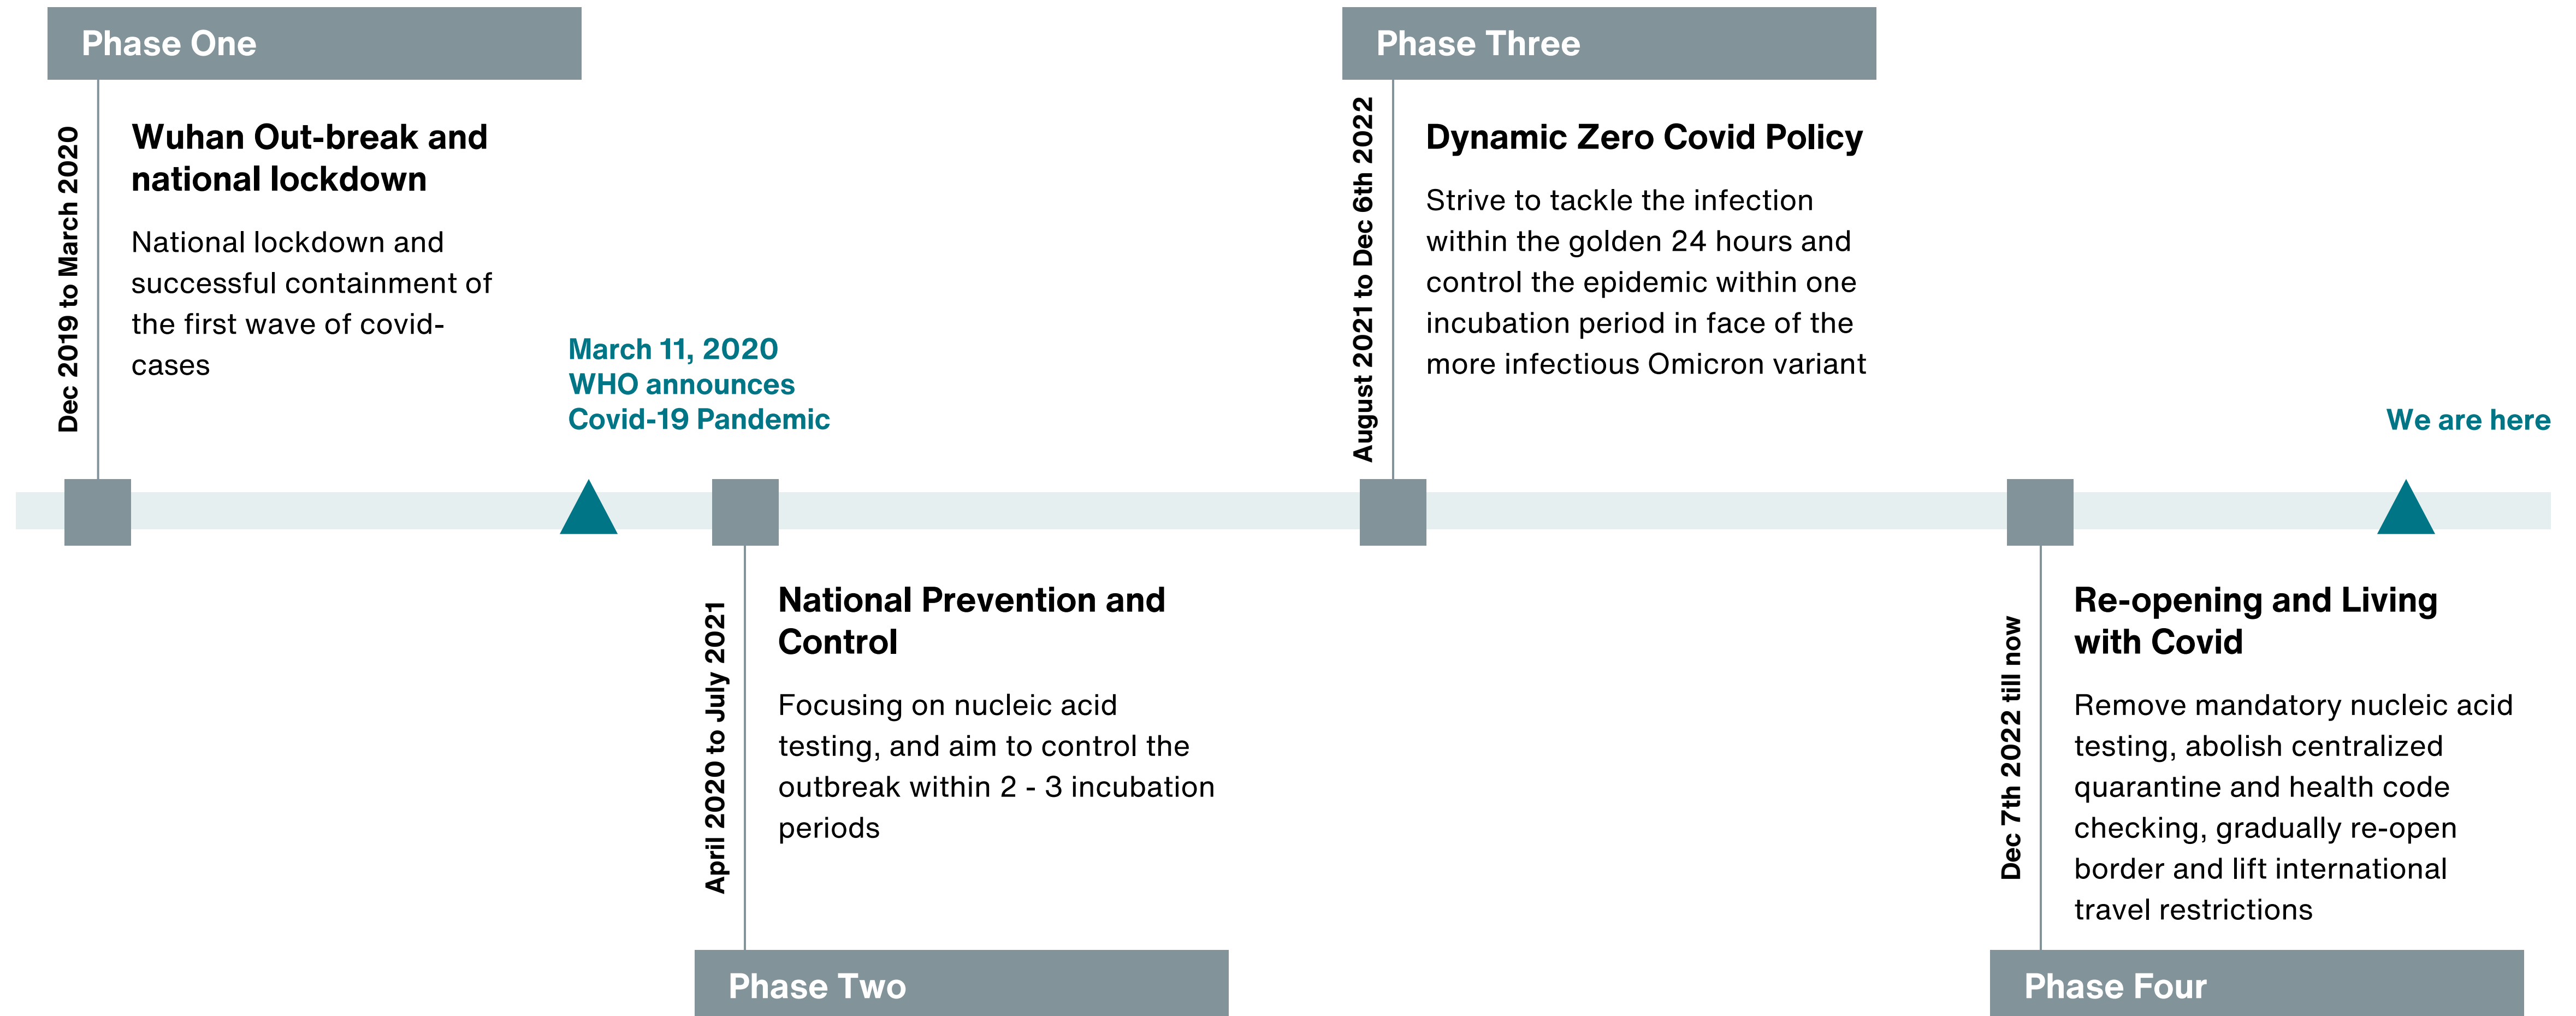 Phase One
Dec 2019 to March 2020
Wuhan Out-break and
national lockdown
National lockdown and
successful containment of
the first wave of covid-
cases
March 11, 2020
WHO announces
Covid-19 Pandemic
April 2020 to July 2021
National Prevention and
Control
Focusing on nucleic acid
testing, and aim to control the
outbreak within 2 - 3 incubation
periods
Phase Two
Phase Three
August 2021 to Dec 6th 2022
Dynamic Zero Covid Policy
Strive to tackle the infection
within the golden 24 hours and
control the epidemic within one
incubation period in face of the
more infectious Omicron variant
We are here
Dec 7th 2022 till now
Re-opening and Living
with Covid
Remove mandatory nucleic acid
testing, abolish centralized
quarantine and health code
checking, gradually re-open
border and lift international
travel restrictions
Phase Four